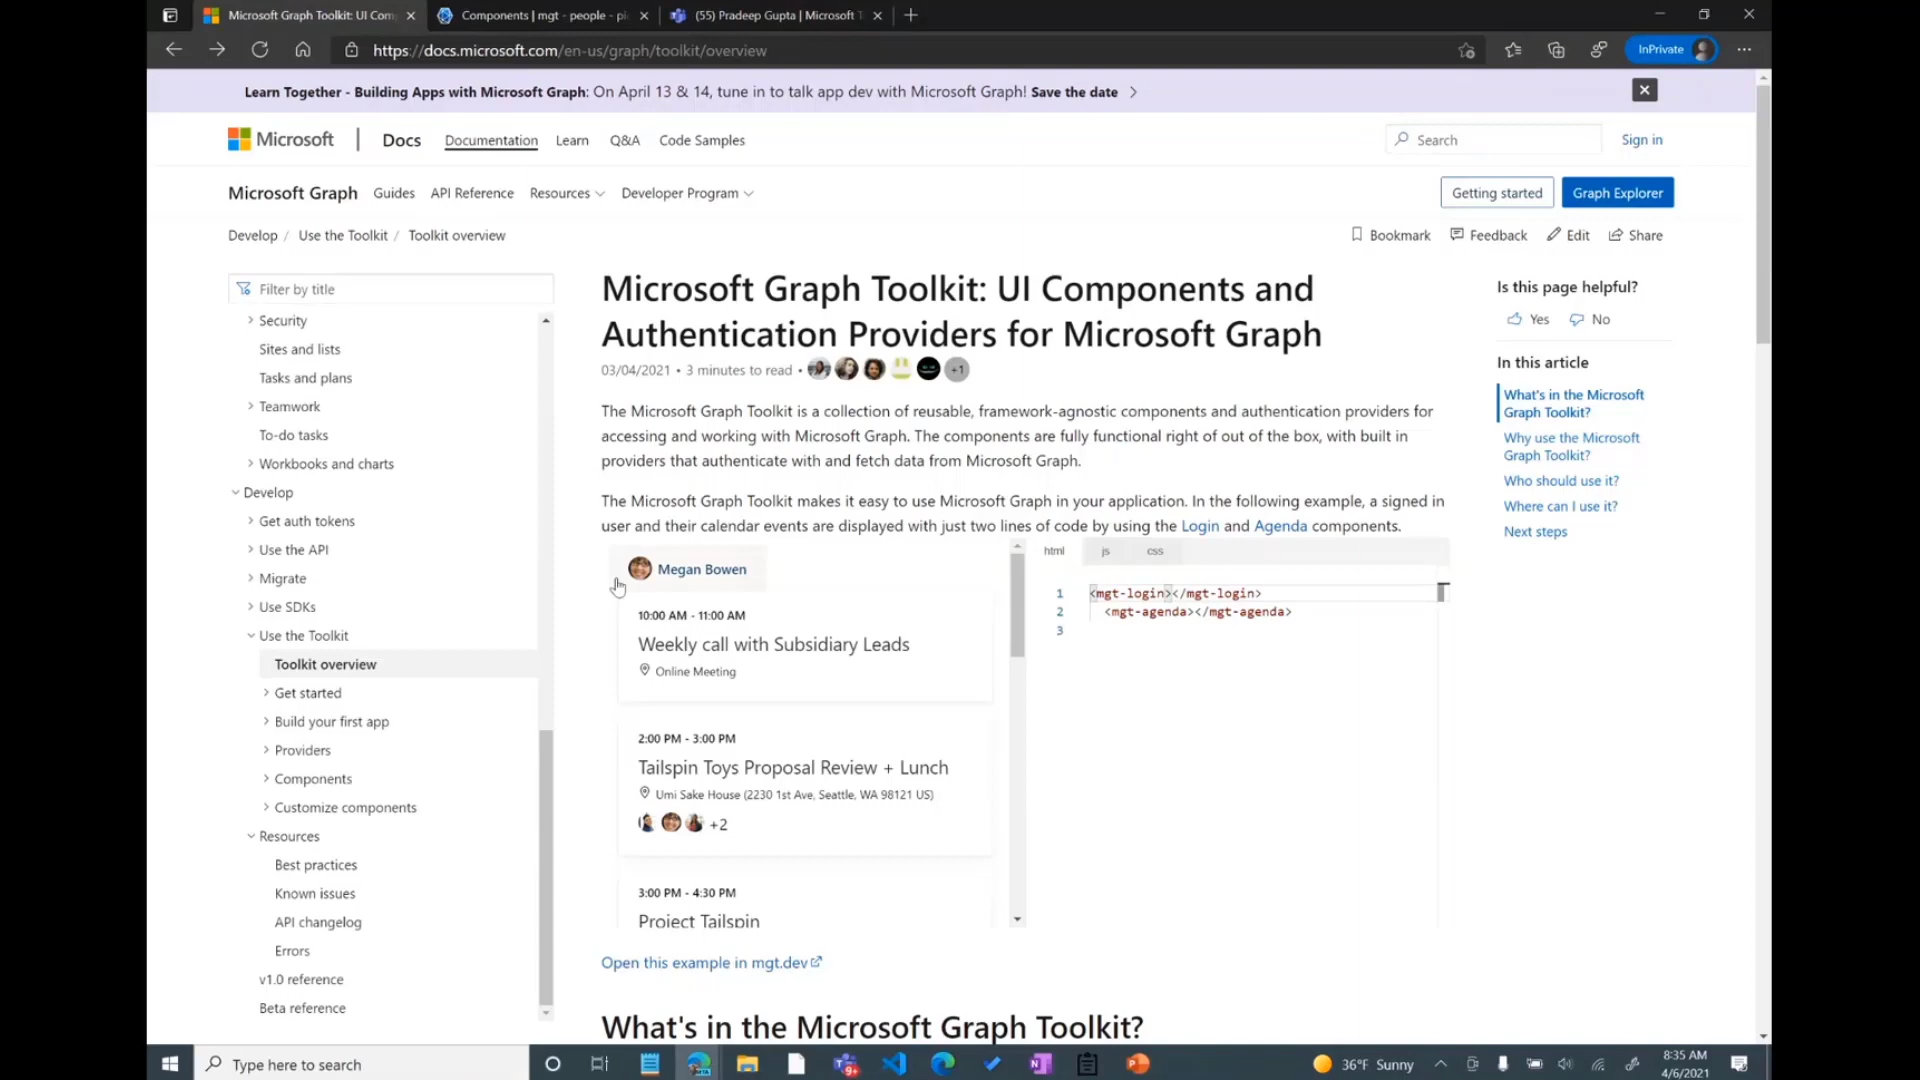 Microsoft Graph Toolkit: UI Com
Components | mgt - people - pi
(55) Pradeep Gupta | Microsoft T
https://docs.microsoft.com/en-us/graph/toolkit/overview
InPrivate
Learn Together - Building Apps with Microsoft Graph: On April 13 & 14, tune in to talk app dev with Microsoft Graph! Save the date
Microsoft Docs Documentation Learn Q&A Code Samples
Search
Sign in
Microsoft Graph Guides API Reference Resources Developer Program
Getting started
Graph Explorer
Develop / Use the Toolkit / Toolkit overview
Bookmark Feedback Edit Share
Filter by title
Security
Sites and lists
Tasks and plans
Teamwork
To-do tasks
Workbooks and charts
Develop
Get auth tokens
Use the API
Migrate
Use SDKs
Use the Toolkit
Toolkit overview
Get started
Build your first app
Providers
Components
Customize components
Resources
Best practices
Known issues
API changelog
Errors
v1.0 reference
Beta reference
Microsoft Graph Toolkit: UI Components and
Authentication Providers for Microsoft Graph
03/04/2021 • 3 minutes to read • +1
The Microsoft Graph Toolkit is a collection of reusable, framework-agnostic components and authentication providers for
accessing and working with Microsoft Graph. The components are fully functional right of out of the box, with built in
providers that authenticate with and fetch data from Microsoft Graph.
The Microsoft Graph Toolkit makes it easy to use Microsoft Graph in your application. In the following example, a signed in
user and their calendar events are displayed with just two lines of code by using the Login and Agenda components.
Megan Bowen
10:00 AM - 11:00 AM
Weekly call with Subsidiary Leads
Online Meeting
2:00 PM - 3:00 PM
Tailspin Toys Proposal Review + Lunch
Umi Sake House (2230 1st Ave, Seattle, WA 98121 US)
+2
3:00 PM - 4:30 PM
Project Tailspin
html js css
1 <mgt-login></mgt-login>
2 <mgt-agenda></mgt-agenda>
3
Open this example in mgt.dev
What's in the Microsoft Graph Toolkit?
Is this page helpful?
Yes No
In this article
What's in the Microsoft
Graph Toolkit?
Why use the Microsoft
Graph Toolkit?
Who should use it?
Where can I use it?
Next steps
Type here to search
36°F Sunny
8:35 AM
4/6/2021